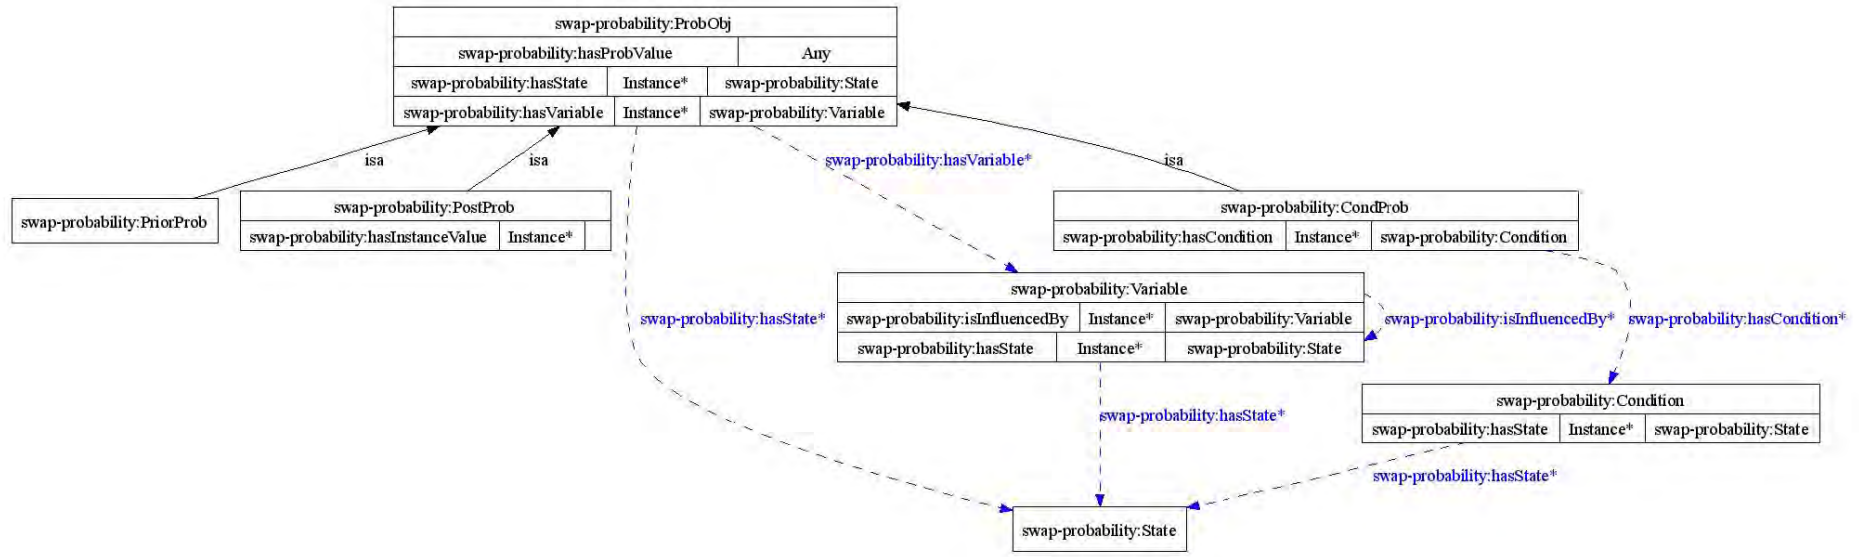 swap-probability:ProbObj
swap-probability:hasProbValue Any
swap-probability:hasState Instance* swap-probability:State
swap-probability:hasVariable Instance* swap-probability:Variable
isa
isa
swap-probability:hasVariable*
isa
swap-probability:PriorProb
swap-probability:PostProb
swap-probability:hasInstanceValue Instance*
swap-probability:CondProb
swap-probability:hasCondition Instance* swap-probability:Condition
swap-probability:hasState*
swap-probability:Variable
swap-probability:isInfluencedBy Instance* swap-probability:Variable
swap-probability:hasState Instance* swap-probability:State
swap-probability:isInfluencedBy*
swap-probability:hasCondition*
swap-probability:hasState*
swap-probability:Condition
swap-probability:hasState Instance* swap-probability:State
swap-probability:hasState*
swap-probability:State